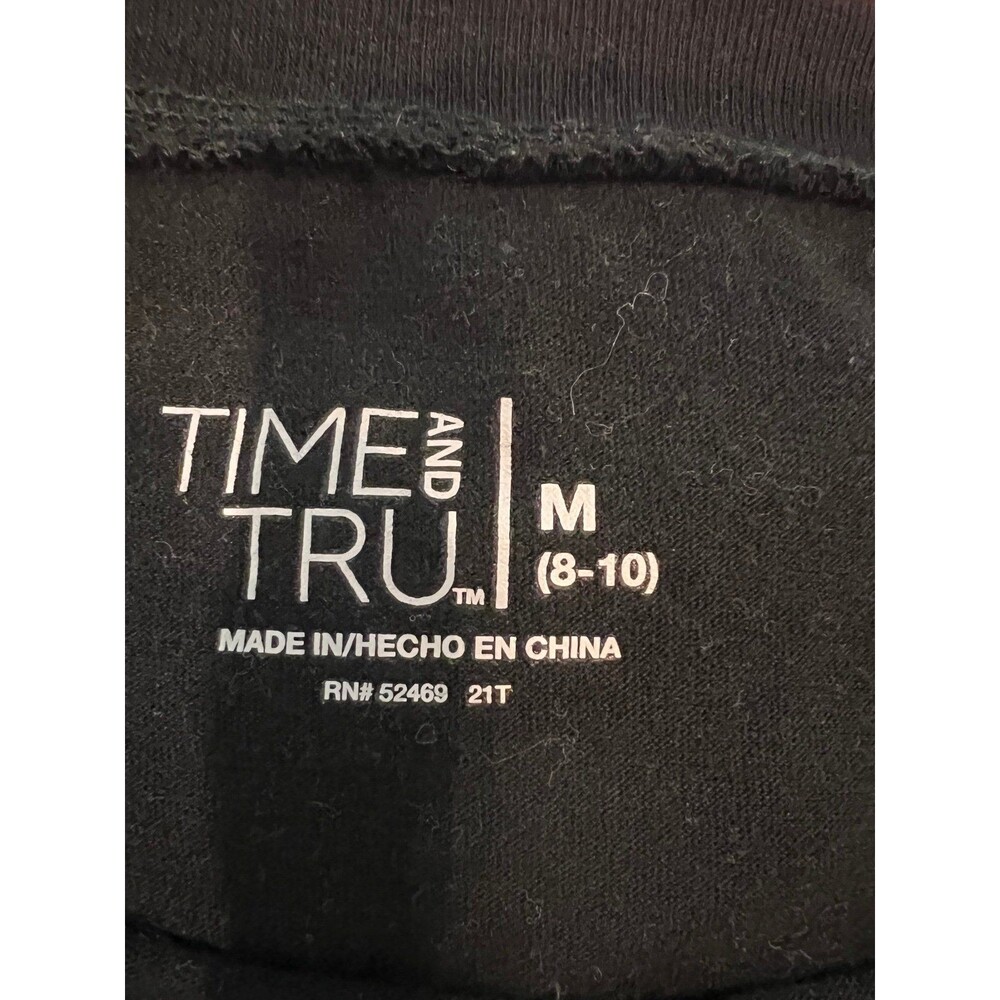 TIME AND
TRU™
M
(8-10)
MADE IN/HECHO EN CHINA
RN# 52469 21T